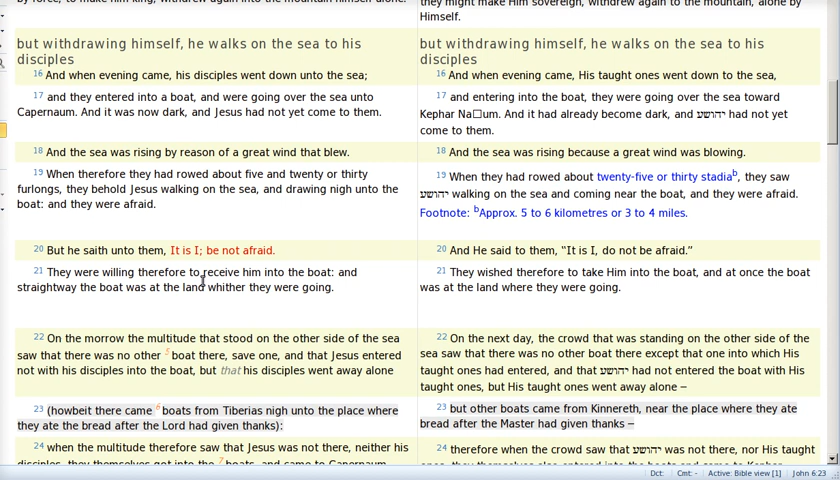 by force, to make him king, withdrew again into the mountain himself alone.
they might make Him sovereign, withdrew again to the mountain, alone by
Himself.
but withdrawing himself, he walks on the sea to his
disciples
16 And when evening came, his disciples went down unto the sea;
17 and they entered into a boat, and were going over the sea unto
Capernaum. And it was now dark, and Jesus had not yet come to them.
18 And the sea was rising by reason of a great wind that blew.
19 When therefore they had rowed about five and twenty or thirty
furlongs, they behold Jesus walking on the sea, and drawing nigh unto the
boat: and they were afraid.
20 But he saith unto them, It is I; be not afraid.
21 They were willing therefore to receive him into the boat: and
straightway the boat was at the land whither they were going.
22 On the morrow the multitude that stood on the other side of the sea
saw that there was no other 5 boat there, save one, and that Jesus entered
not with his disciples into the boat, but that his disciples went away alone
23 (howbeit there came 6 boats from Tiberias nigh unto the place where
they ate the bread after the Lord had given thanks):
24 when the multitude therefore saw that Jesus was not there, neither his
disciples, they themselves got into the 7 boats, and came to Capernaum,
but withdrawing himself, he walks on the sea to his
disciples
16 And when evening came, His taught ones went down to the sea,
17 and entering into the boat, they were going over the sea toward
Kephar Na□um. And it had already become dark, and יהושע had not yet
come to them.
18 And the sea was rising because a great wind was blowing.
19 When they had rowed about twenty-five or thirty stadia b, they saw
יהושע walking on the sea and coming near the boat, and they were afraid.
Footnote: b Approx. 5 to 6 kilometres or 3 to 4 miles.
20 And He said to them, “It is I, do not be afraid.”
21 They wished therefore to take Him into the boat, and at once the boat
was at the land where they were going.
22 On the next day, the crowd that was standing on the other side of the
sea saw that there was no other boat there except that one into which His
taught ones had entered, and that יהושע had not entered the boat with His
taught ones, but His taught ones went away alone –
23 but other boats came from Kinnereth, near the place where they ate
bread after the Master had given thanks –
24 therefore when the crowd saw that יהושע was not there, nor His taught
Dct: Cmt: - Active: Bible view [1] John 6:23